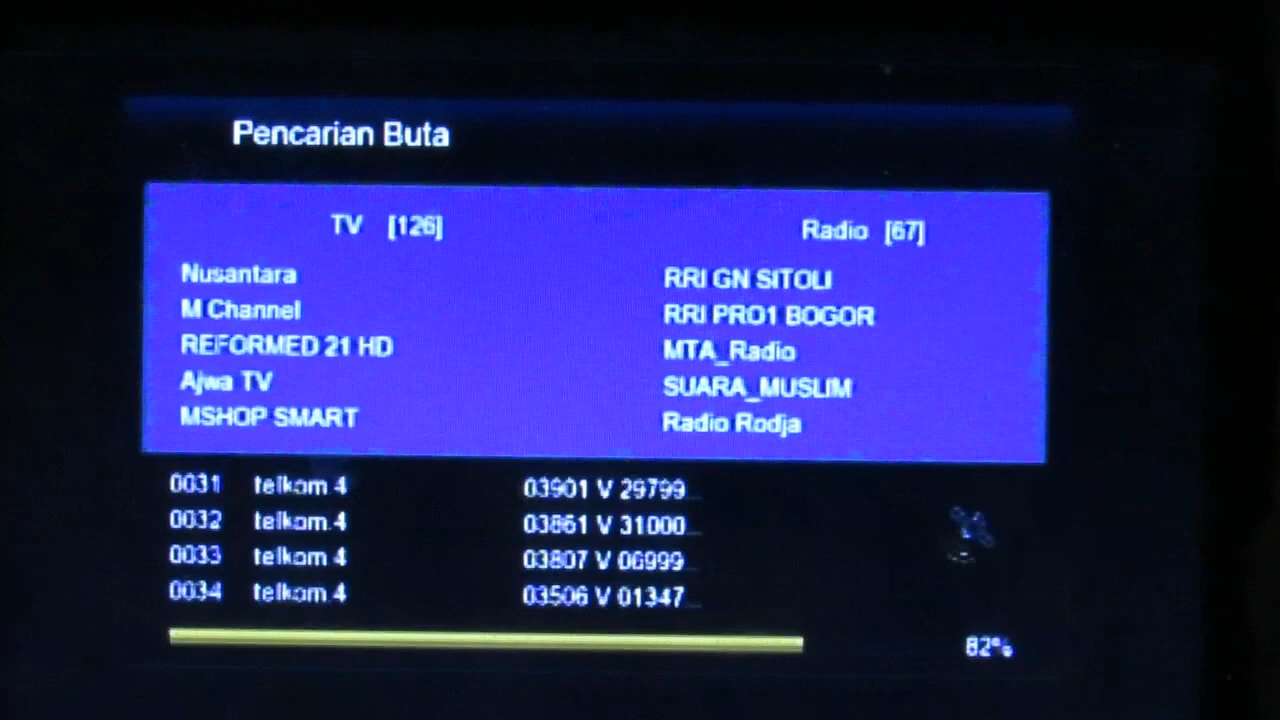 Pencarian Buta
TV [126] Radio [67]
Nusantara RRI GN SITOLI
M Channel RRI PRO1 BOGOR
REFORMED 21 HD MTA_Radio
Ajwa TV SUARA_MUSLIM
MSHOP SMART Radio Rodja
0031 telkom 4 03901 V 29799...
0032 telkom 4 03861 V 31000...
0033 telkom 4 03807 V 06999...
0034 telkom 4 03506 V 01347...
82%